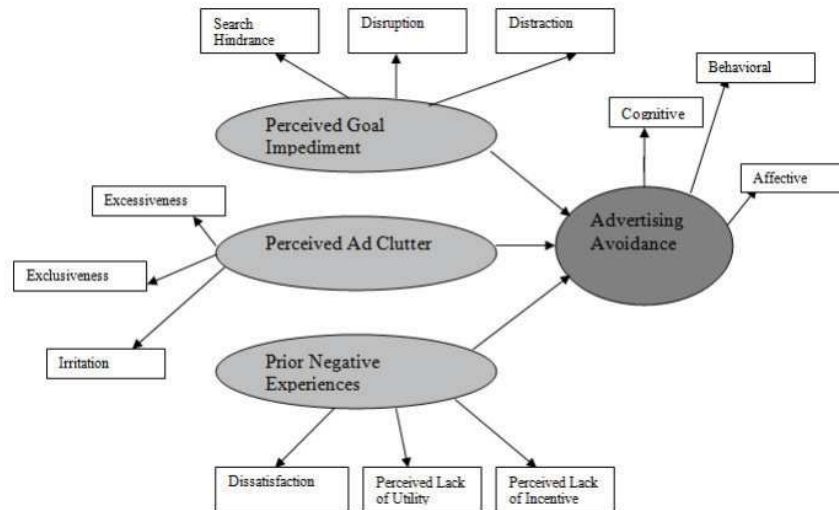 Search
Hindrance
Disruption
Distraction
Behavioral
Cognitive
Affective
Perceived Goal
Impediment
Excessiveness
Advertising
Avoidance
Perceived Ad Clutter
Exclusiveness
Irritation
Prior Negative
Experiences
Dissatisfaction
Perceived Lack
of Utility
Perceived Lack
of Incentive